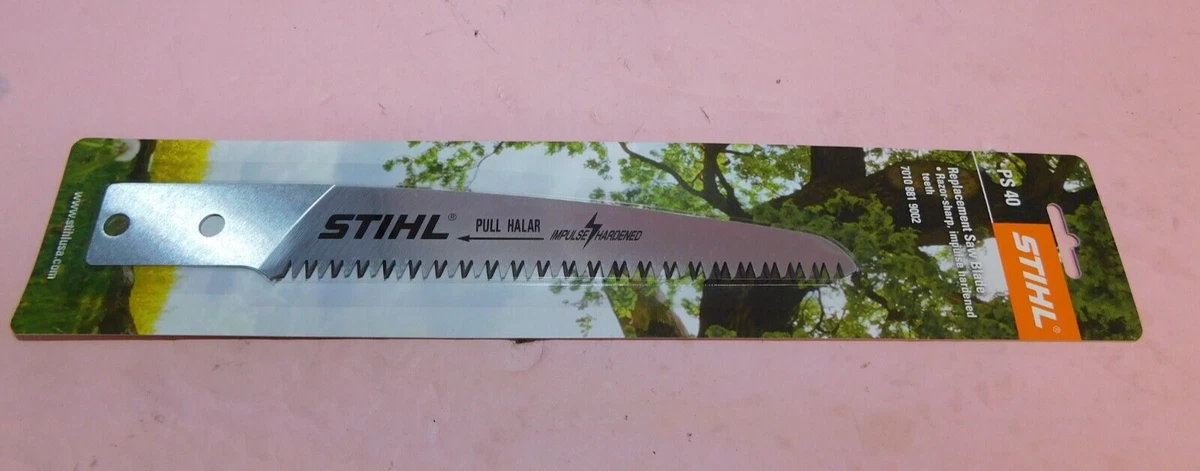 www.stihlusa.com
STIHL®
PULL HALAR
IMPULSE HARDENED
PS 40
Replacement Saw Blade
• Razor-sharp, impulse hardened
teeth
7010 881 9002
STIHL®